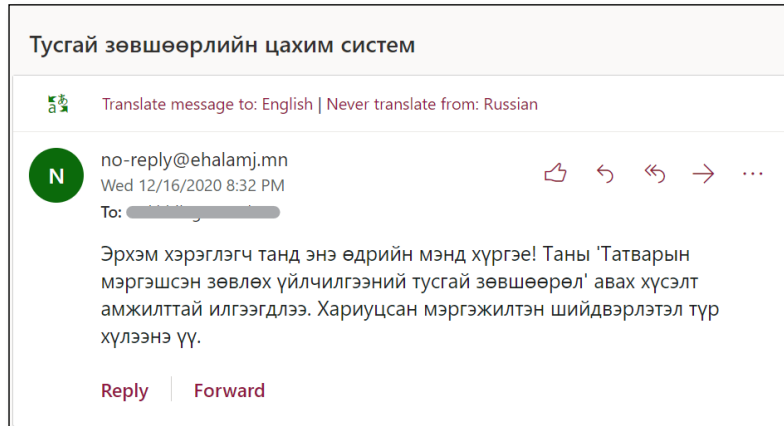 Тусгай зөвшөөрлийн цахим систем
Translate message to: English | Never translate from: Russian
N
no-reply@ehalamj.mn
Wed 12/16/2020 8:32 PM
To:
Эрхэм хэрэглэгч танд энэ өдрийн мэнд хүргэе! Таны 'Татварын
мэргэшсэн зөвлөх үйлчилгээний тусгай зөвшөөрөл' авах хүсэлт
амжилттай илгээгдлээ. Хариуцсан мэргэжилтэн шийдвэрлэтэл түр
хүлээнэ үү.
Reply | Forward